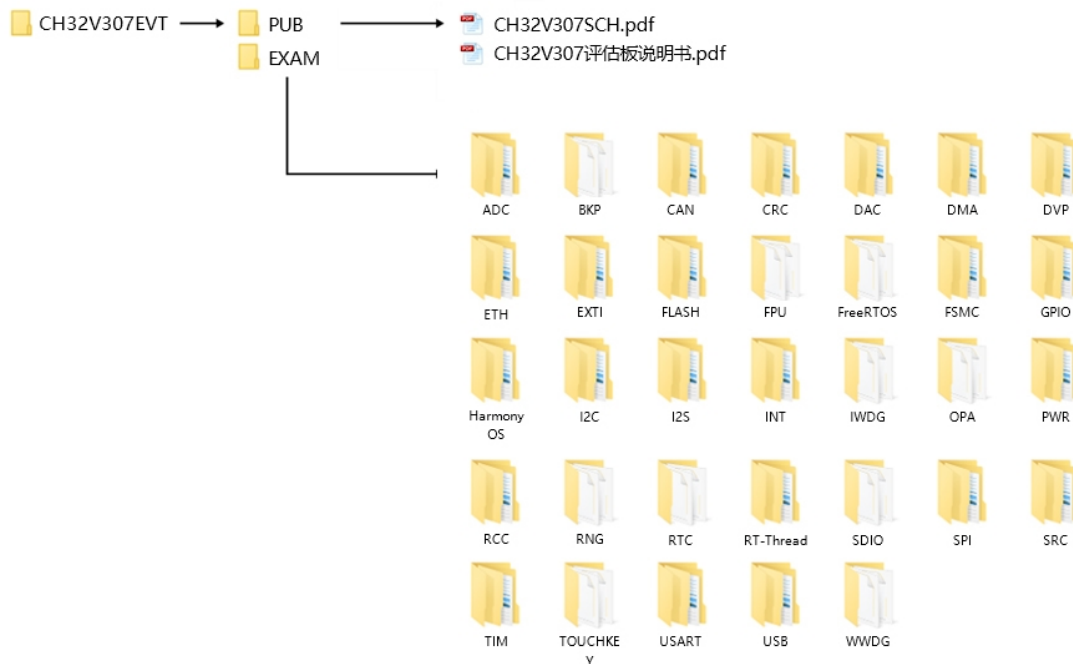 CH32V307EVT
PUB
CH32V307SCH.pdf
EXAM
CH32V307评估板说明书.pdf
ADC BKP CAN CRC DAC DMA DVP
ETH EXTI FLASH FPU FreeRTOS FSMC GPIO
Harmony I2C I2S INT IWDG OPA PWR
OS
RCC RNG RTC RT-Thread SDIO SPI SRC
TIM TOUCHKE USART USB WWDG
Y